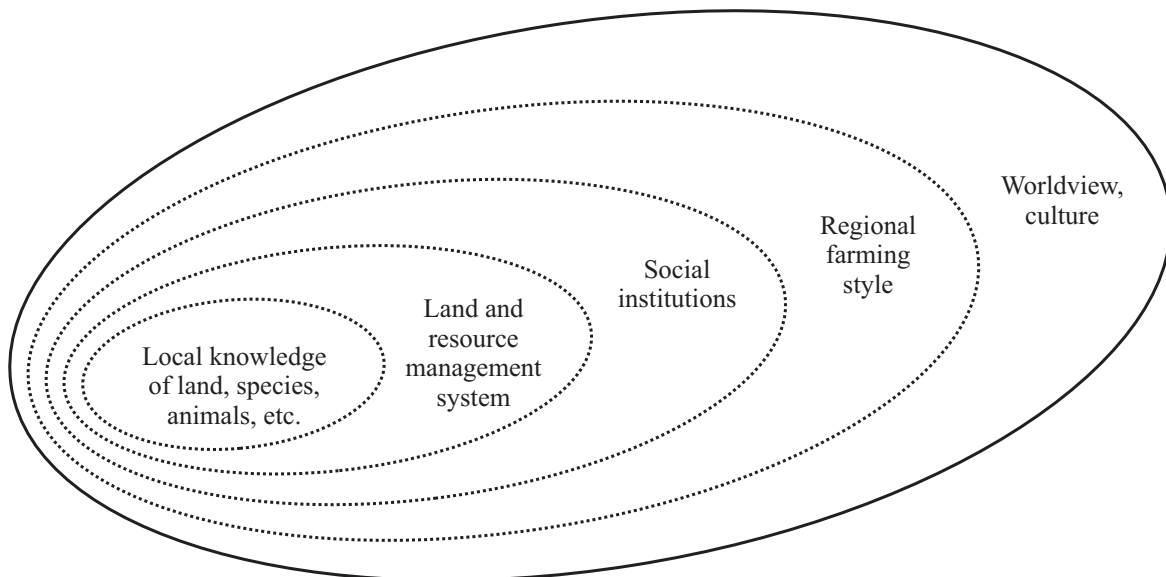 Worldview,
culture
Regional
farming
style
Social
institutions
Land and
resource
management
system
Local knowledge
of land, species,
animals, etc.